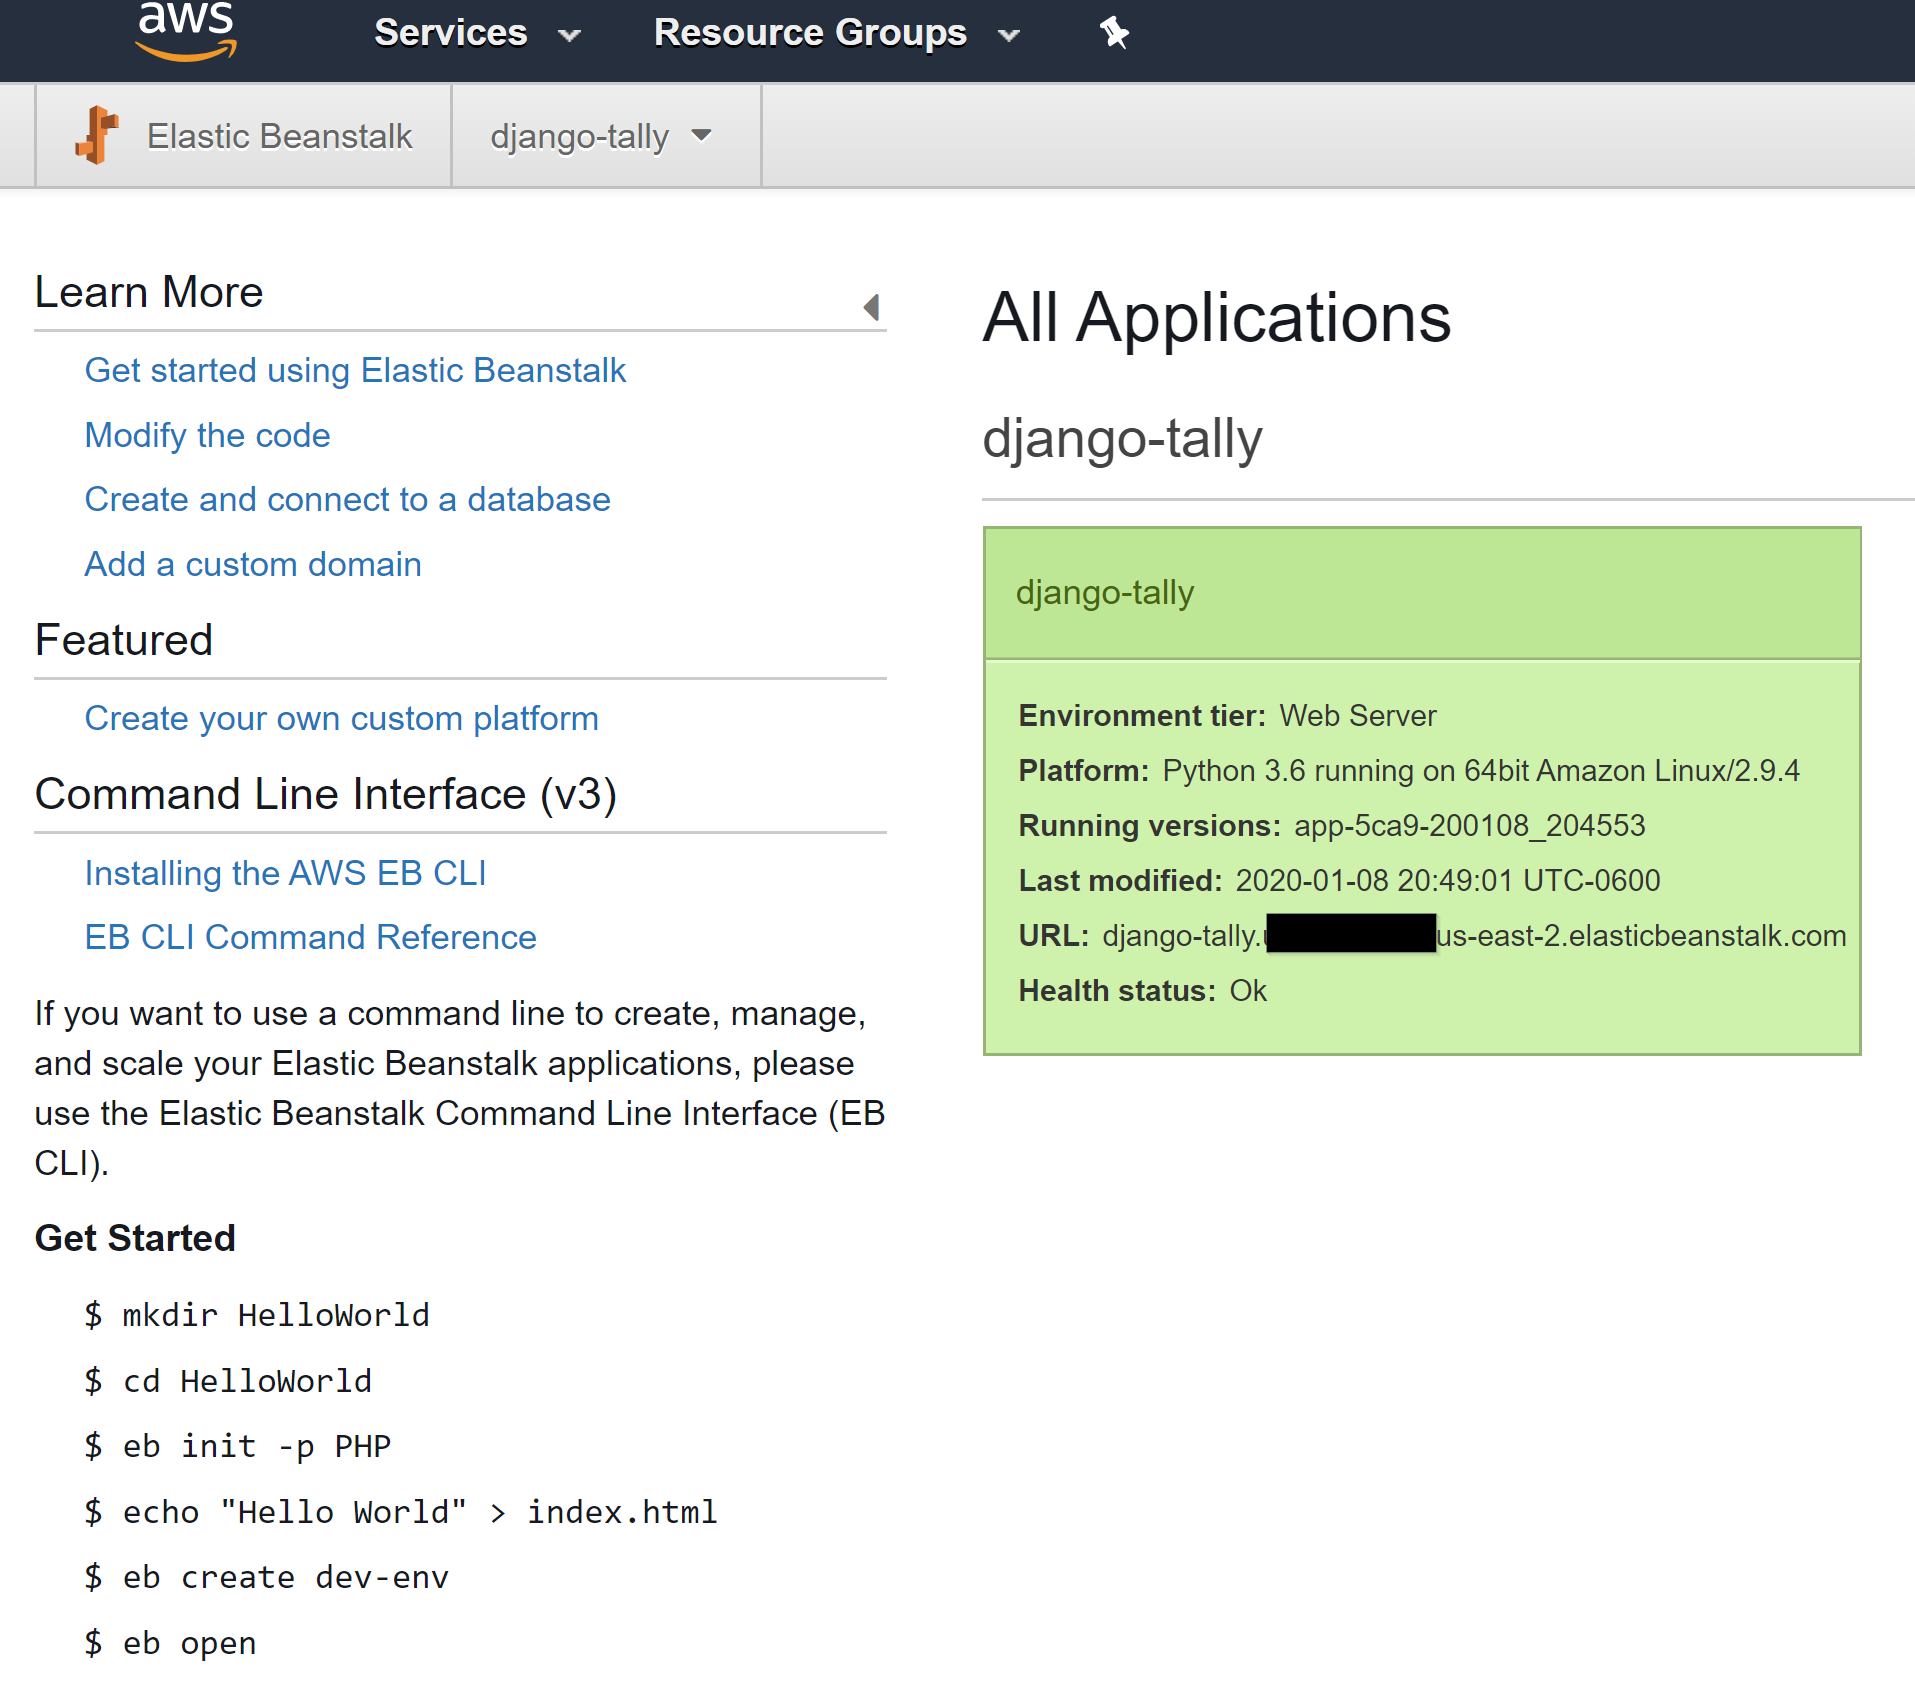 aws Services Resource Groups
Elastic Beanstalk django-tally
Learn More
Get started using Elastic Beanstalk
Modify the code
Create and connect to a database
Add a custom domain
Featured
Create your own custom platform
Command Line Interface (v3)
Installing the AWS EB CLI
EB CLI Command Reference
If you want to use a command line to create, manage,
and scale your Elastic Beanstalk applications, please
use the Elastic Beanstalk Command Line Interface (EB
CLI).
Get Started
$ mkdir HelloWorld
$ cd HelloWorld
$ eb init -p PHP
$ echo "Hello World" > index.html
$ eb create dev-env
$ eb open
All Applications
django-tally
django-tally
Environment tier: Web Server
Platform: Python 3.6 running on 64bit Amazon Linux/2.9.4
Running versions: app-5ca9-200108_204553
Last modified: 2020-01-08 20:49:01 UTC-0600
URL: django-tally. us-east-2.elasticbeanstalk.com
Health status: Ok